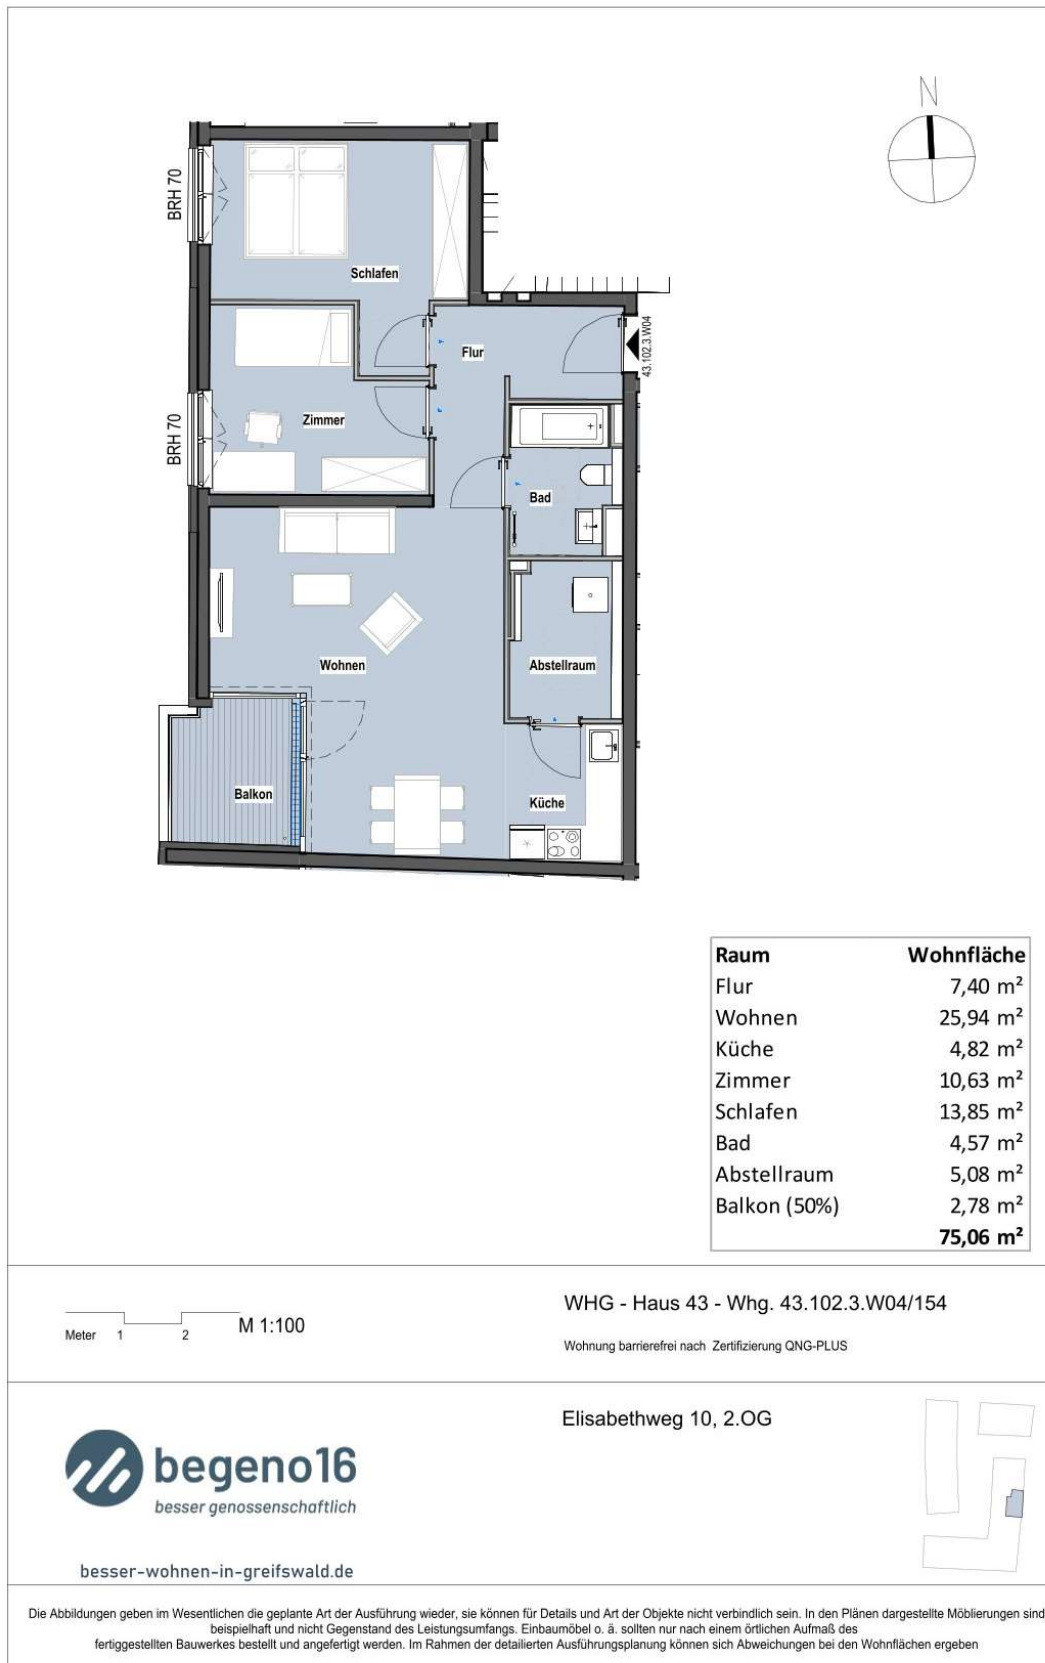 N
BRH 70
Schlafen
Flur
43.102.3.W04
Zimmer
BRH 70
Bad
Wohnen
Abstellraum
Balkon
Küche
Raum Wohnfläche
Flur 7,40 m²
Wohnen 25,94 m²
Küche 4,82 m²
Zimmer 10,63 m²
Schlafen 13,85 m²
Bad 4,57 m²
Abstellraum 5,08 m²
Balkon (50%) 2,78 m²
75,06 m²
Meter 1 2 M 1:100
WHG - Haus 43 - Whg. 43.102.3.W04/154
Wohnung barrierefrei nach Zertifizierung QNG-PLUS
Elisabethweg 10, 2.OG
begeno16
besser genossenschaftlich
besser-wohnen-in-greifswald.de
Die Abbildungen geben im Wesentlichen die geplante Art der Ausführung wieder, sie können für Details und Art der Objekte nicht verbindlich sein. In den Plänen dargestellte Möblierungen sind
beispielhaft und nicht Gegenstand des Leistungsumfangs. Einbaumöbel o. ä. sollten nur nach einem örtlichen Aufmaß des
fertiggestellten Bauwerkes bestellt und angefertigt werden. Im Rahmen der detailierten Ausführungsplanung können sich Abweichungen bei den Wohnflächen ergeben